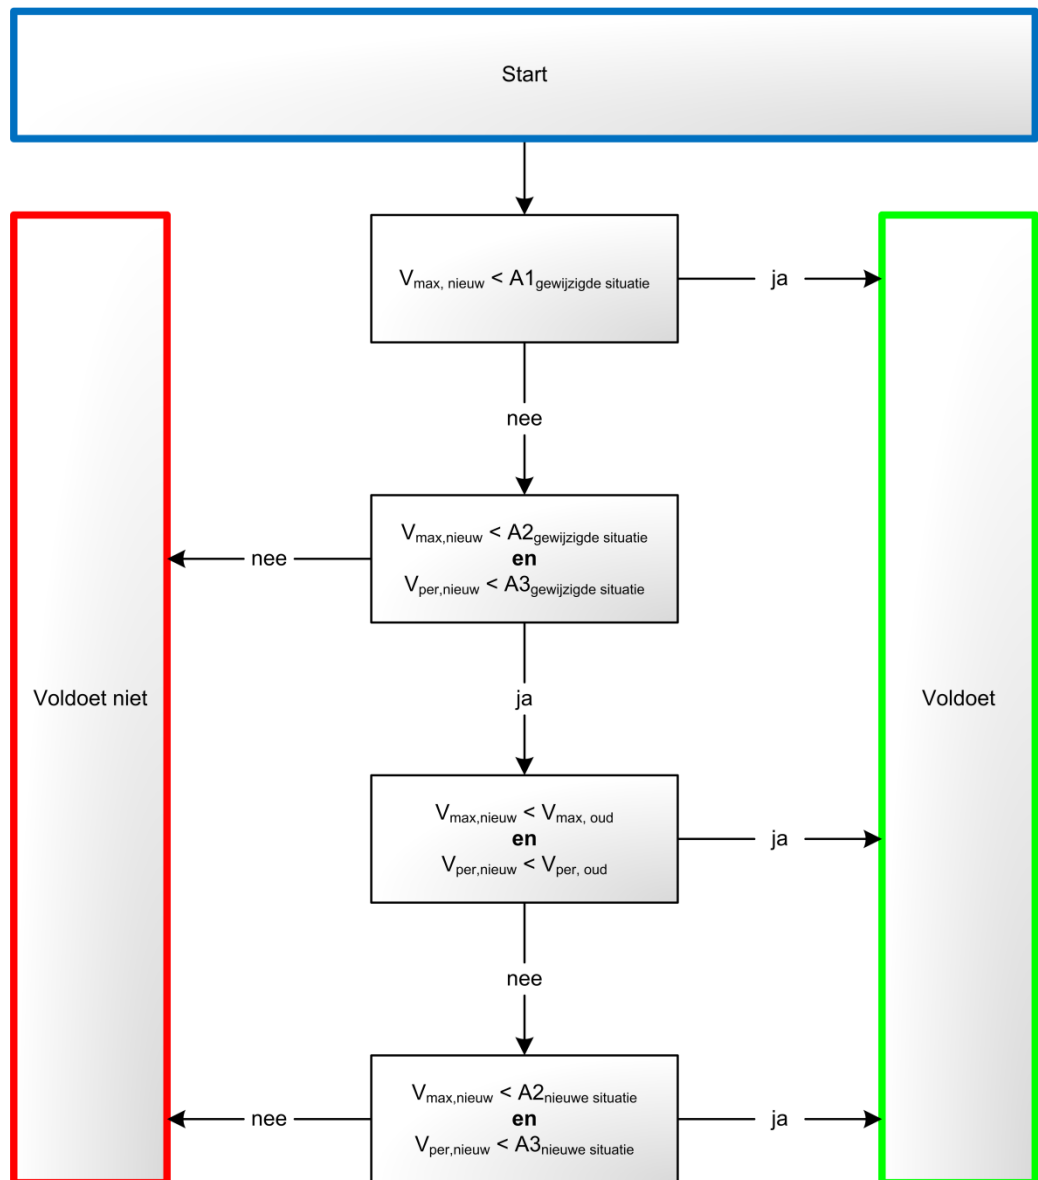 Start
Vmax, nieuw < A1gewijzigde situatie
ja
nee
Vmax,nieuw < A2gewijzigde situatie
en
Vper,nieuw < A3gewijzigde situatie
nee
Voldoet niet
ja
Voldoet
Vmax,nieuw < Vmax, oud
en
Vper,nieuw < Vper, oud
ja
nee
Vmax,nieuw < A2nieuwe situatie
en
Vper,nieuw < A3nieuwe situatie
nee
ja